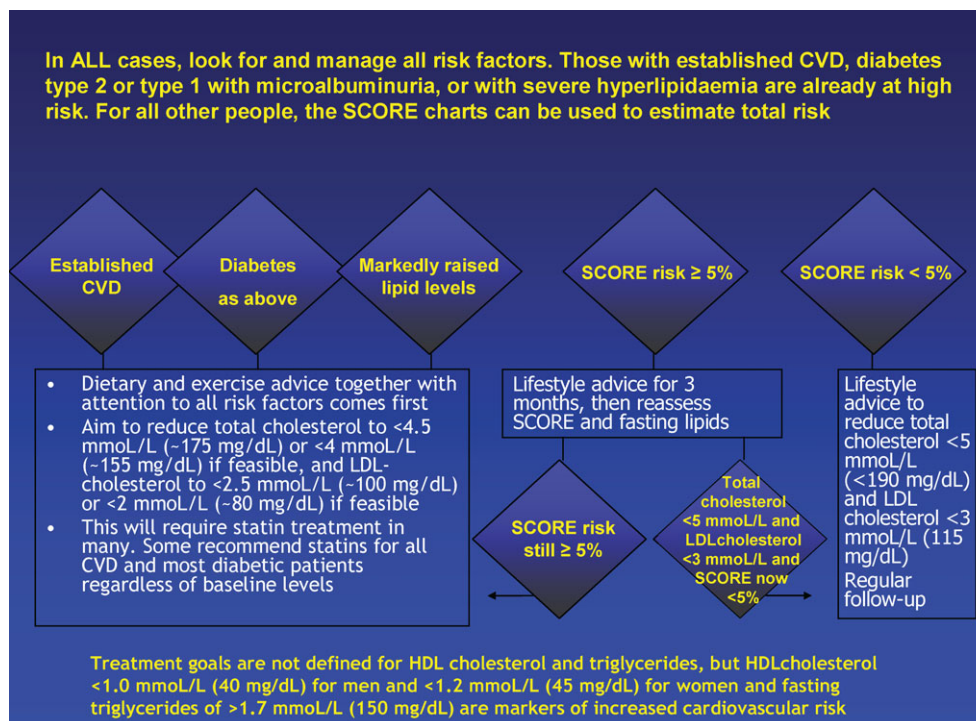 In ALL cases, look for and manage all risk factors. Those with established CVD, diabetes
type 2 or type 1 with microalbuminuria, or with severe hyperlipidaemia are already at high
risk. For all other people, the SCORE charts can be used to estimate total risk
Established
CVD
Diabetes
as above
Markedly raised
lipid levels
SCORE risk ≥ 5%
SCORE risk < 5%
• Dietary and exercise advice together with
attention to all risk factors comes first
• Aim to reduce total cholesterol to <4.5
mmoL/L (~175 mg/dL) or <4 mmoL/L
(~155 mg/dL) if feasible, and LDL-
cholesterol to <2.5 mmoL/L (~100 mg/dL)
or <2 mmoL/L (~80 mg/dL) if feasible
• This will require statin treatment in
many. Some recommend statins for all
CVD and most diabetic patients
regardless of baseline levels
Lifestyle advice for 3
months, then reassess
SCORE and fasting lipids
SCORE risk
still ≥ 5%
Total
cholesterol
<5 mmoL/L and
LDLcholesterol
<3 mmoL/L and
SCORE now
<5%
Lifestyle
advice to
reduce total
cholesterol <5
mmoL/L
(<190 mg/dL)
and LDL
cholesterol <3
mmoL/L (115
mg/dL)
Regular
follow-up
Treatment goals are not defined for HDL cholesterol and triglycerides, but HDLcholesterol
<1.0 mmoL/L (40 mg/dL) for men and <1.2 mmoL/L (45 mg/dL) for women and fasting
triglycerides of >1.7 mmoL/L (150 mg/dL) are markers of increased cardiovascular risk